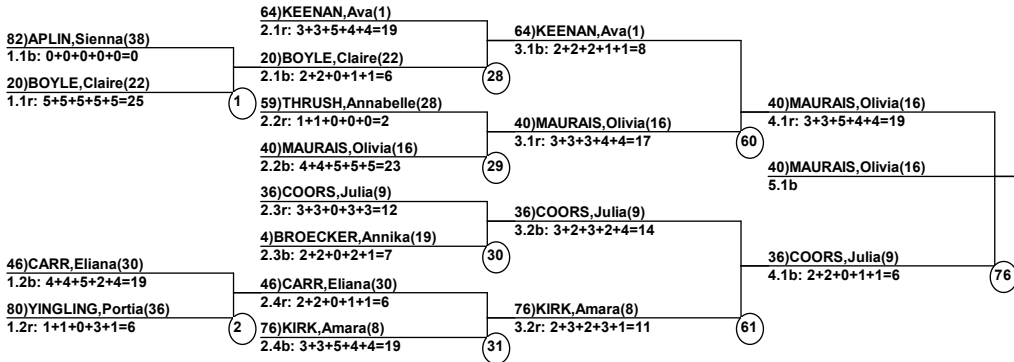 82)APLIN,Sienna(38)
1.1b: 0+0+0+0+0=0
20)BOYLE,Claire(22)
1.1r: 5+5+5+5+5=25
1
46)CARR,Eliana(30)
1.2b: 4+4+5+2+4=19
80)YINGLING,Portia(36)
1.2r: 1+1+0+3+1=6
2
64)KEENAN,Ava(1)
2.1r: 3+3+5+4+4=19
20)BOYLE,Claire(22)
2.1b: 2+2+0+1+1=6
28
59)THRUSH,Annabelle(28)
2.2r: 1+1+0+0+0=2
40)MAURAIS,Olivia(16)
2.2b: 4+4+5+5+5=23
29
36)COORS,Julia(9)
2.3r: 3+3+0+3+3=12
4)BROECKER,Annika(19)
2.3b: 2+2+0+2+1=7
30
46)CARR,Eliana(30)
2.4r: 2+2+0+1+1=6
76)KIRK,Amara(8)
2.4b: 3+3+5+4+4=19
31
64)KEENAN,Ava(1)
3.1b: 2+2+2+1+1=8
40)MAURAIS,Olivia(16)
3.1r: 3+3+3+4+4=17
60
36)COORS,Julia(9)
3.2b: 3+2+3+2+4=14
76)KIRK,Amara(8)
3.2r: 2+3+2+3+1=11
61
40)MAURAIS,Olivia(16)
4.1r: 3+3+5+4+4=19
36)COORS,Julia(9)
4.1b: 2+2+0+1+1=6
76
40)MAURAIS,Olivia(16)
5.1b